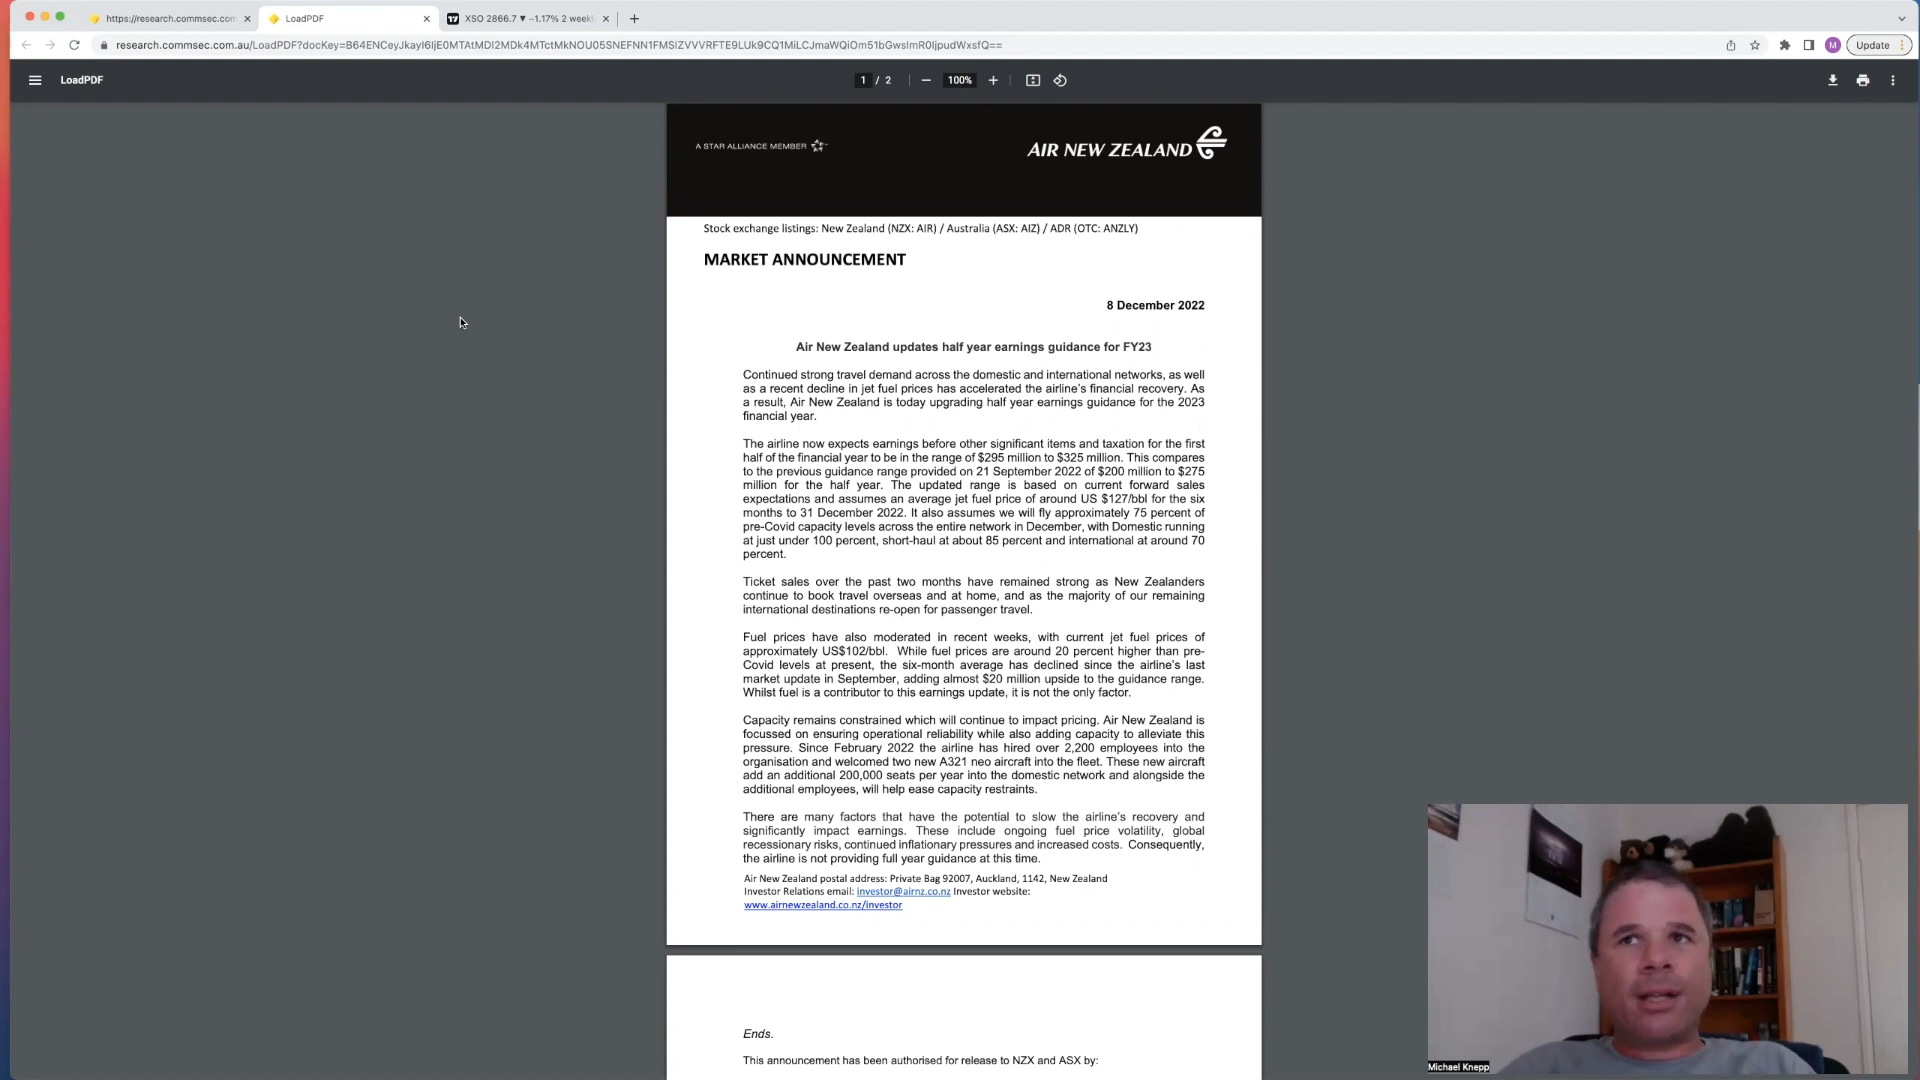 https://research.commsec.com
LoadPDF
XSO 2866.7 ▼ −1.17% 2 week
research.commsec.com.au/LoadPDF?docKey=B64ENCeyJkayI6IjE0MTAtMDI2MDk4MTctMkNOU05SNEFNN1FMSlZVVVRFTE9LUk9CQ1MiLCJmaWQiOm51bGwsImR0IjpudWxsfQ==
M
Update
LoadPDF
1 / 2
100%
A STAR ALLIANCE MEMBER
AIR NEW ZEALAND
Stock exchange listings: New Zealand (NZX: AIR) / Australia (ASX: AIZ) / ADR (OTC: ANZLY)
MARKET ANNOUNCEMENT
8 December 2022
Air New Zealand updates half year earnings guidance for FY23
Continued strong travel demand across the domestic and international networks, as well
as a recent decline in jet fuel prices has accelerated the airline's financial recovery. As
a result, Air New Zealand is today upgrading half year earnings guidance for the 2023
financial year.
The airline now expects earnings before other significant items and taxation for the first
half of the financial year to be in the range of $295 million to $325 million. This compares
to the previous guidance range provided on 21 September 2022 of $200 million to $275
million for the half year. The updated range is based on current forward sales
expectations and assumes an average jet fuel price of around US $127/bbl for the six
months to 31 December 2022. It also assumes we will fly approximately 75 percent of
pre-Covid capacity levels across the entire network in December, with Domestic running
at just under 100 percent, short-haul at about 85 percent and international at around 70
percent.
Ticket sales over the past two months have remained strong as New Zealanders
continue to book travel overseas and at home, and as the majority of our remaining
international destinations re-open for passenger travel.
Fuel prices have also moderated in recent weeks, with current jet fuel prices of
approximately US$102/bbl. While fuel prices are around 20 percent higher than pre-
Covid levels at present, the six-month average has declined since the airline's last
market update in September, adding almost $20 million upside to the guidance range.
Whilst fuel is a contributor to this earnings update, it is not the only factor.
Capacity remains constrained which will continue to impact pricing. Air New Zealand is
focussed on ensuring operational reliability while also adding capacity to alleviate this
pressure. Since February 2022 the airline has hired over 2,200 employees into the
organisation and welcomed two new A321 neo aircraft into the fleet. These new aircraft
add an additional 200,000 seats per year into the domestic network and alongside the
additional employees, will help ease capacity restraints.
There are many factors that have the potential to slow the airline's recovery and
significantly impact earnings. These include ongoing fuel price volatility, global
recessionary risks, continued inflationary pressures and increased costs. Consequently,
the airline is not providing full year guidance at this time.
Air New Zealand postal address: Private Bag 92007, Auckland, 1142, New Zealand
Investor Relations email: investor@airnz.co.nz Investor website:
www.airnewzealand.co.nz/investor
Ends.
This announcement has been authorised for release to NZX and ASX by:
Michael Knepp